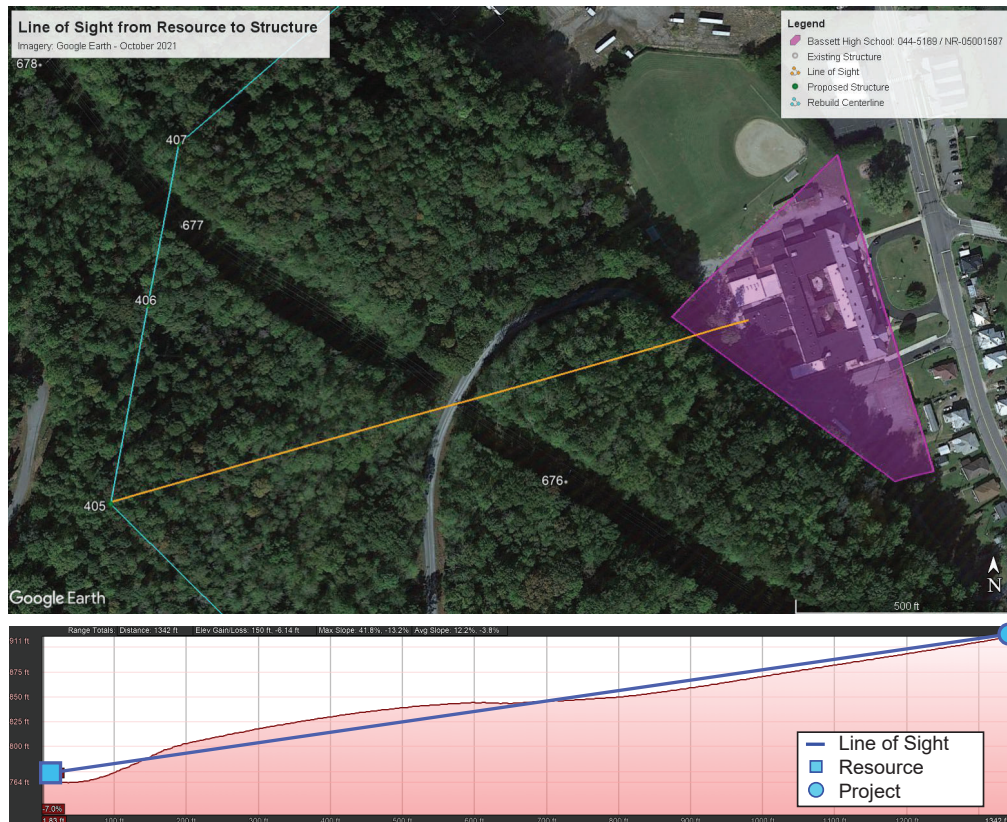 Line of Sight from Resource to Structure
Imagery: Google Earth - October 2021
Legend
Bassett High School: 044-5169 / NR-05001587
Existing Structure
Line of Sight
Proposed Structure
Rebuild Centerline
678
407
677
406
405
676
Google Earth
N
500 ft
Range Totals: Distance: 1342 ft Elev Gain/Loss: 150 ft, -6.14 ft Max Slope: 41.8%, -13.2% Avg Slope: 12.2%, -3.8%
911 ft
875 ft
850 ft
825 ft
800 ft
764 ft
Line of Sight
Resource
Project
-7.0%
1.83 ft 100 ft 200 ft 300 ft 400 ft 500 ft 600 ft 700 ft 800 ft 900 ft 1000 ft 1100 ft 1200 ft 1342 ft